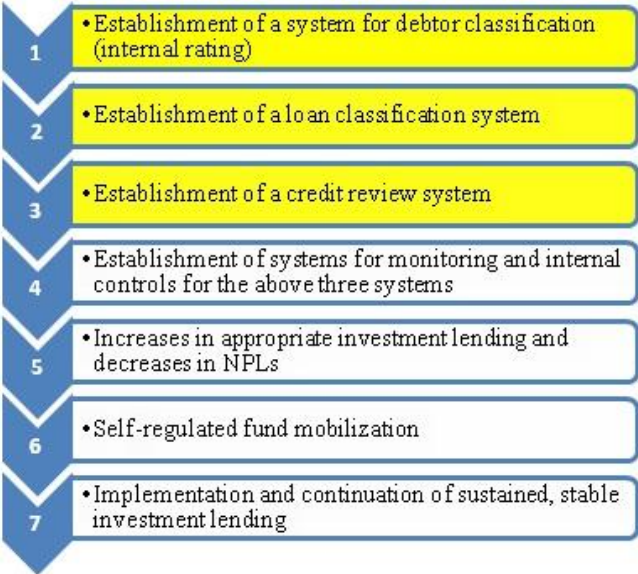 1
•Establishment of a system for debtor classification
(internal rating)
2
•Establishment of a loan classification system
3
•Establishment of a credit review system
4
•Establishment of systems for monitoring and internal
controls for the above three systems
5
•Increases in appropriate investment lending and
decreases in NPLs
6
•Self-regulated fund mobilization
7
•Implementation and continuation of sustained, stable
investment lending